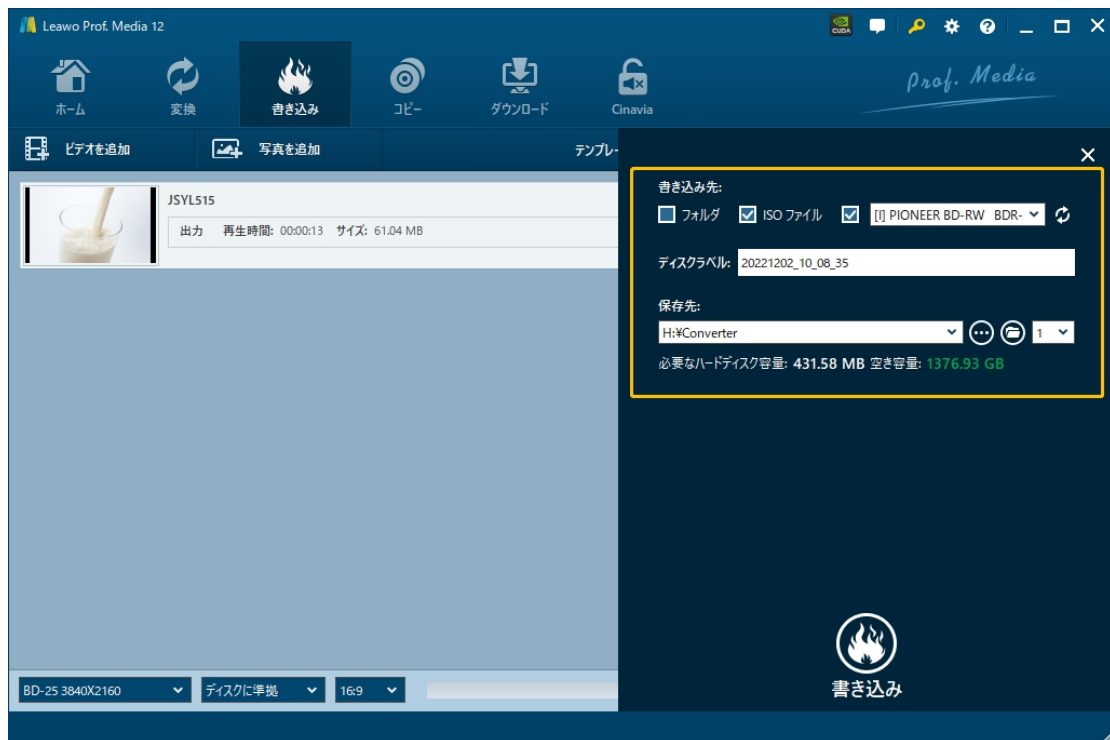 Leawo Prof. Media 12
CUDA
ホーム 変換 書き込み コピー ダウンロード Cinavia
Prof. Media
ビデオを追加 写真を追加 テンプレー
JSYL515
出力 再生時間: 00:00:13 サイズ: 61.04 MB
書き込み先:
フォルダ ISO ファイル [I] PIONEER BD-RW BDR-
ディスクラベル: 20221202_10_08_35
保存先:
H:¥Converter 1
必要なハードディスク容量: 431.58 MB 空き容量: 1376.93 GB
書き込み
BD-25 3840X2160 ディスクに準拠 16:9